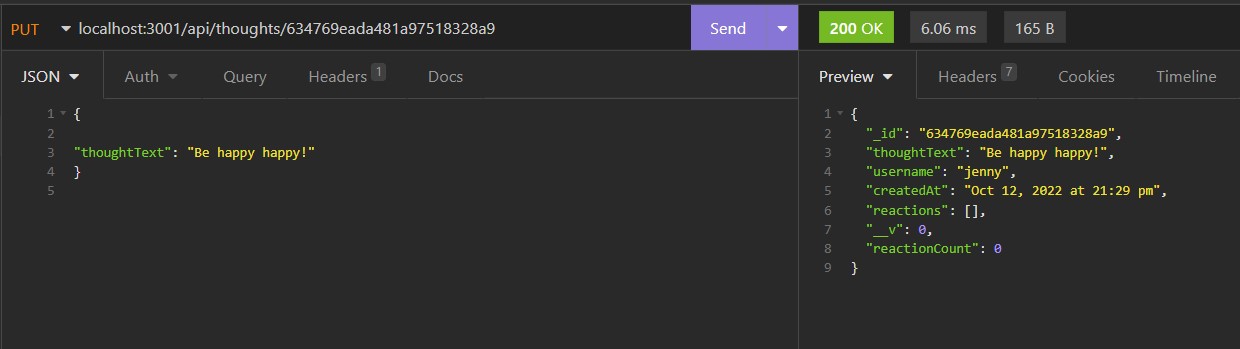 PUT localhost:3001/api/thoughts/634769eada481a97518328a9 Send 200 OK 6.06 ms 165 B
JSON Auth Query Headers 1 Docs Preview Headers 7 Cookies Timeline
1 {
2
3 "thoughtText": "Be happy happy!"
4 }
5
1 {
2 "_id": "634769eada481a97518328a9",
3 "thoughtText": "Be happy happy!",
4 "username": "jenny",
5 "createdAt": "Oct 12, 2022 at 21:29 pm",
6 "reactions": [],
7 "__v": 0,
8 "reactionCount": 0
9 }